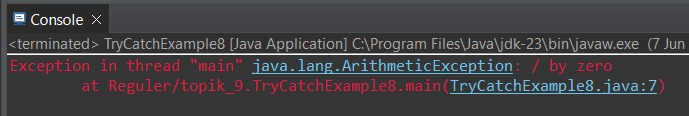 Console
<terminated> TryCatchExample8 [Java Application] C:\Program Files\Java\jdk-23\bin\javaw.exe (7 Jun
Exception in thread "main" java.lang.ArithmeticException: / by zero
at Reguler/topik_9.TryCatchExample8.main(TryCatchExample8.java:7)